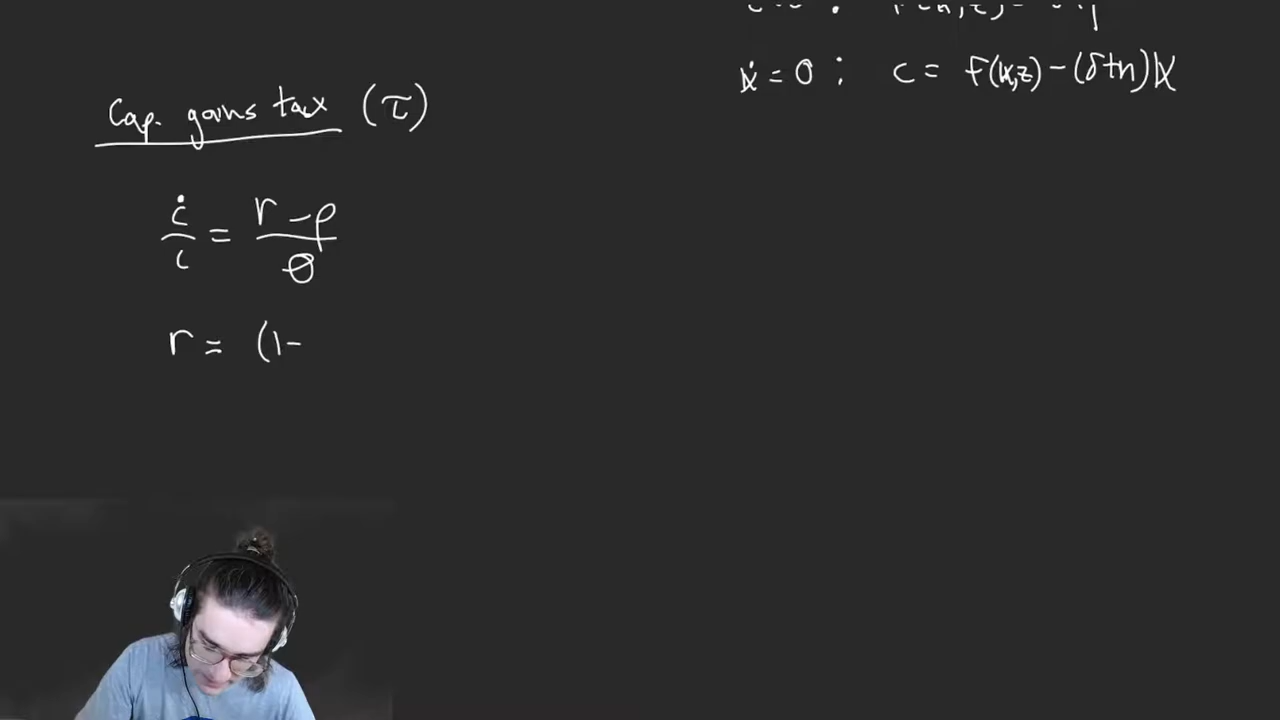 k̇ = 0 : c = f(k,z) - (δ+n)k
Cap. gains tax (τ)
ċ/c = (r - ρ)/θ
r = (1-